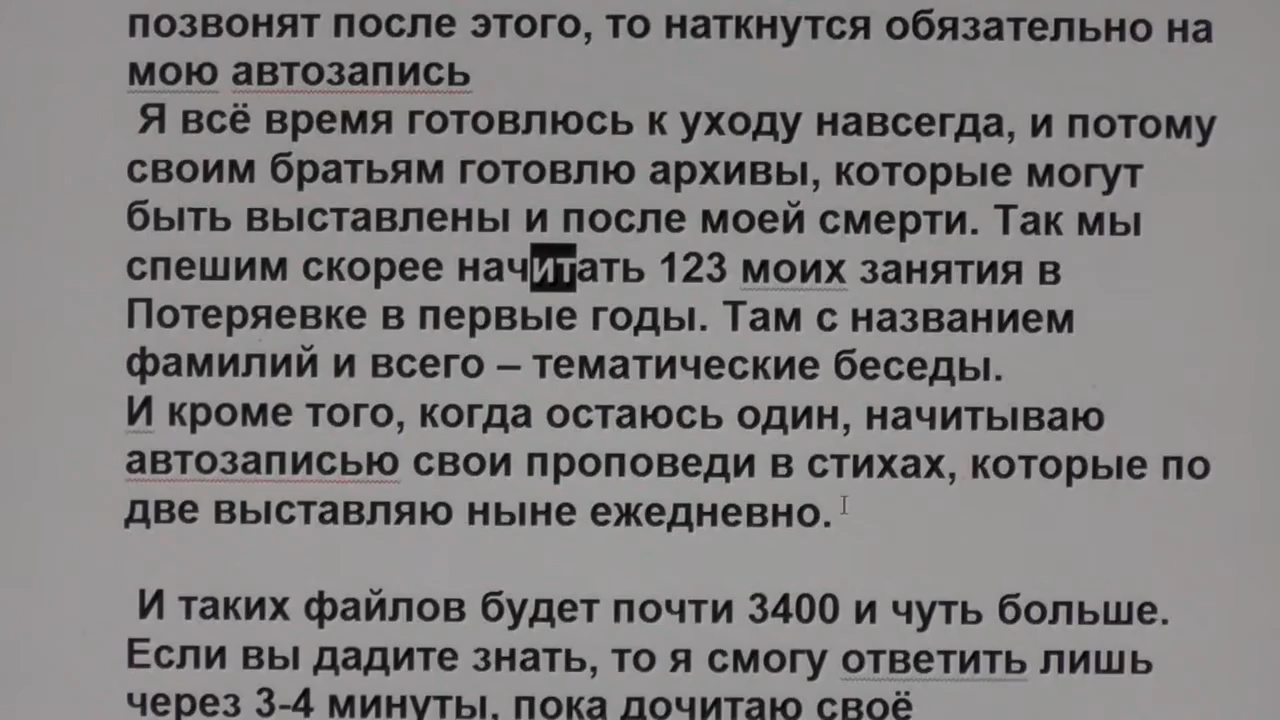 позвонят после этого, то наткнутся обязательно на
мою автозапись
Я всё время готовлюсь к уходу навсегда, и потому
своим братьям готовлю архивы, которые могут
быть выставлены и после моей смерти. Так мы
спешим скорее начитать 123 моих занятия в
Потеряевке в первые годы. Там с названием
фамилий и всего – тематические беседы.
И кроме того, когда остаюсь один, начитываю
автозаписью свои проповеди в стихах, которые по
две выставляю ныне ежедневно.
И таких файлов будет почти 3400 и чуть больше.
Если вы дадите знать, то я смогу ответить лишь
через 3-4 минуты, пока дочитаю своё